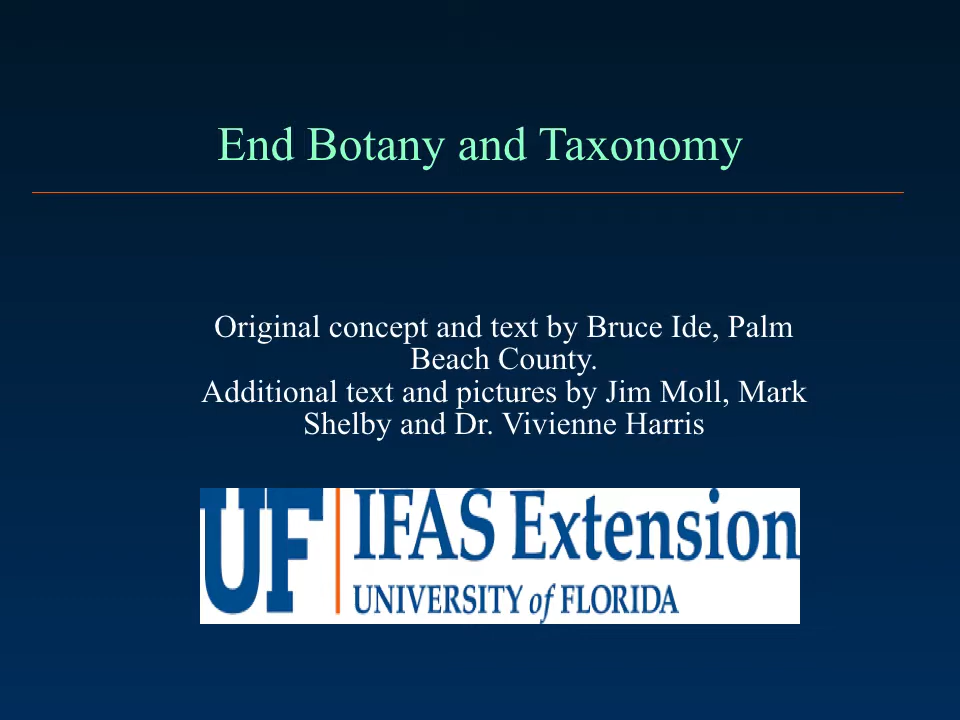 End Botany and Taxonomy
Original concept and text by Bruce Ide, Palm
Beach County.
Additional text and pictures by Jim Moll, Mark
Shelby and Dr. Vivienne Harris
UF IFAS Extension
UNIVERSITY of FLORIDA